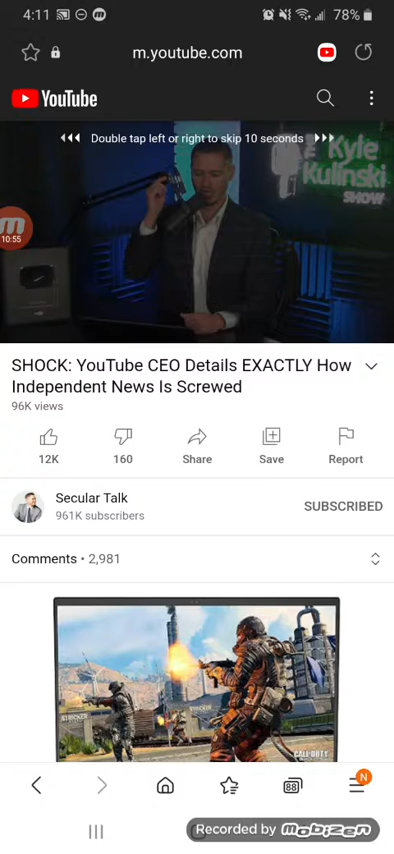 4:11
78%
m.youtube.com
YouTube
Double tap left or right to skip 10 seconds
Kyle
Kulinski
SHOW
10:55
SHOCK: YouTube CEO Details EXACTLY How
Independent News Is Screwed
96K views
12K
160
Share
Save
Report
Secular Talk
961K subscribers
SUBSCRIBED
Comments • 2,981
CALL OF DUTY
88
N
Recorded by mobizen